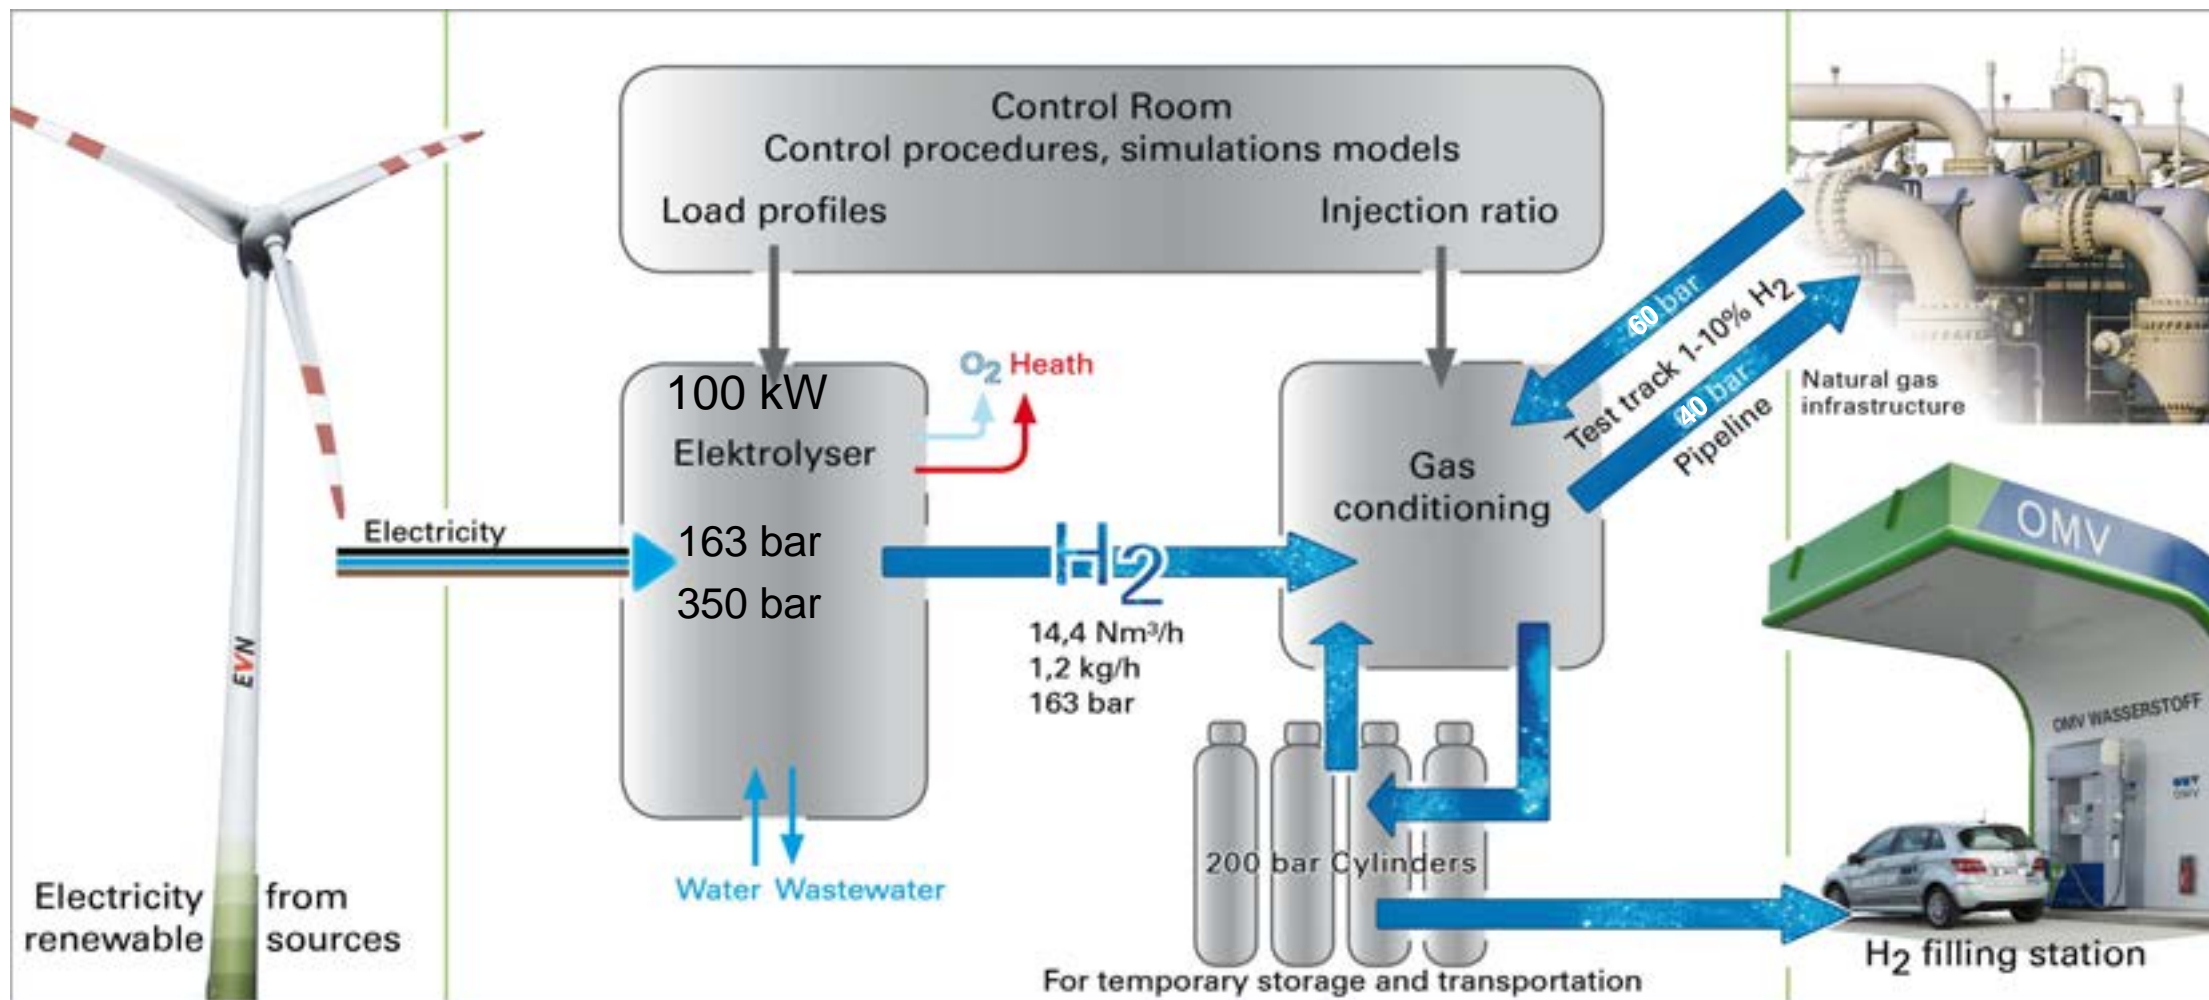 Control Room
Control procedures, simulations models
Load profiles
Injection ratio
100 kW
Elektrolyser
163 bar
350 bar
O2 Heath
Electricity
H2
14,4 Nm³/h
1,2 kg/h
163 bar
Gas
conditioning
60 bar
Test track 1-10% H2
40 bar
Pipeline
Natural gas
infrastructure
EVN
Electricity from
renewable sources
Water Wastewater
200 bar Cylinders
For temporary storage and transportation
OMV
OMV WASSERSTOFF
OMV
H2 filling station